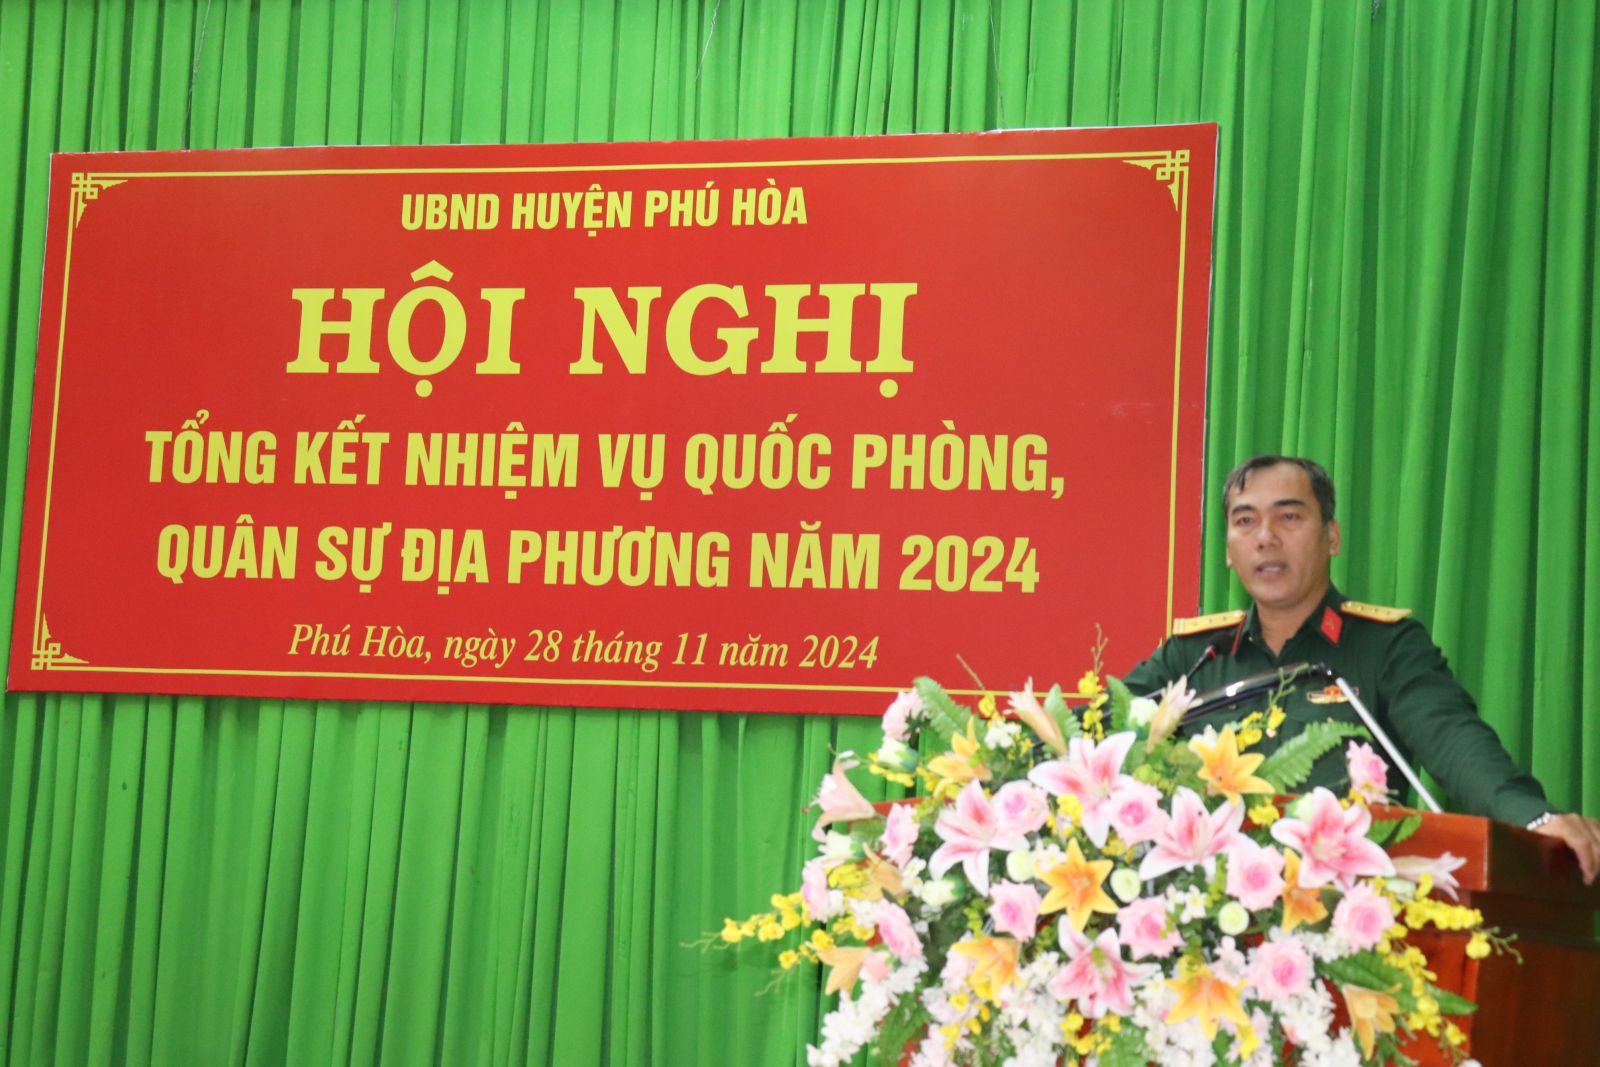 UBND HUYỆN PHÚ HÒA
HỘI NGHỊ
TỔNG KẾT NHIỆM VỤ QUỐC PHÒNG,
QUÂN SỰ ĐỊA PHƯƠNG NĂM 2024
Phú Hòa, ngày 28 tháng 11 năm 2024